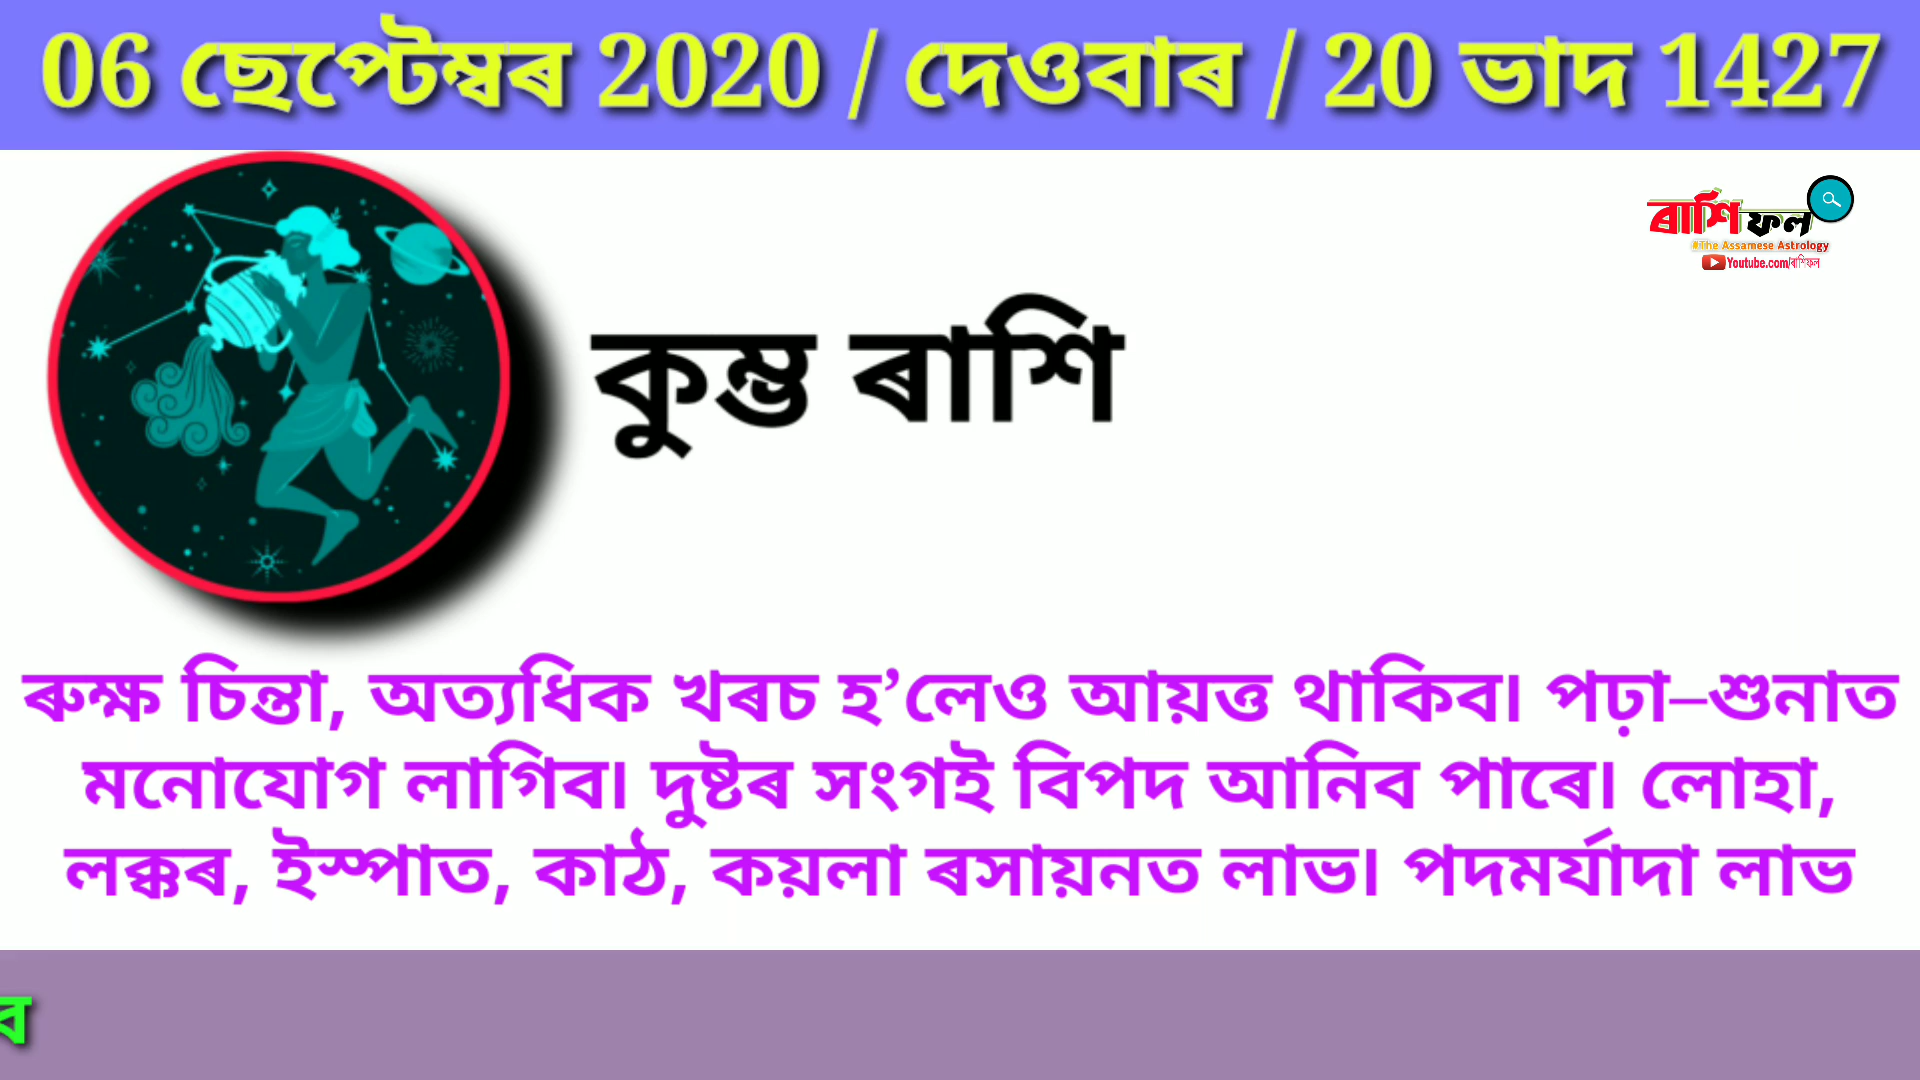 06 ছেপ্টেম্বৰ 2020 / দেওবাৰ / 20 ভাদ 1427
ৰাশি ফল
#The Assamese Astrology
Youtube.com/ৰাশিফল
কুম্ভ ৰাশি
ৰুক্ষ চিন্তা, অত্যধিক খৰচ হ’লেও আয়ত্ত থাকিব। পঢ়া–শুনাত
মনোযোগ লাগিব। দুষ্টৰ সংগই বিপদ আনিব পাৰে। লোহা,
লক্কৰ, ইস্পাত, কাঠ, কয়লা ৰসায়নত লাভ। পদমৰ্যাদা লাভ